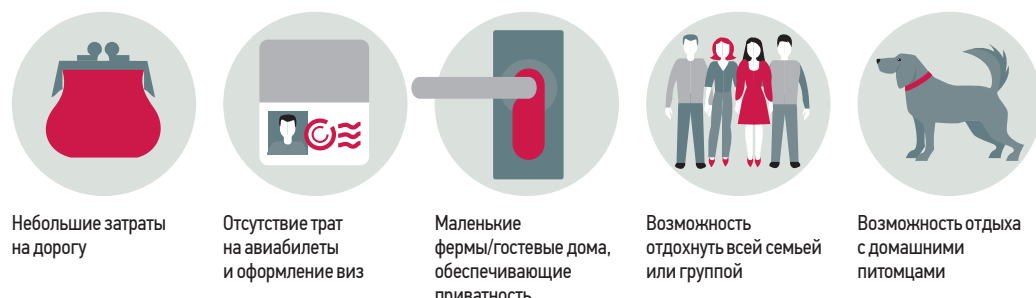 Небольшие затраты
на дорогу
Отсутствие трат
на авиабилеты
и оформление виз
Маленькие
фермы/гостевые дома,
обеспечивающие
приватность
Возможность
отдохнуть всей семьей
или группой
Возможность отдыха
с домашними
питомцами